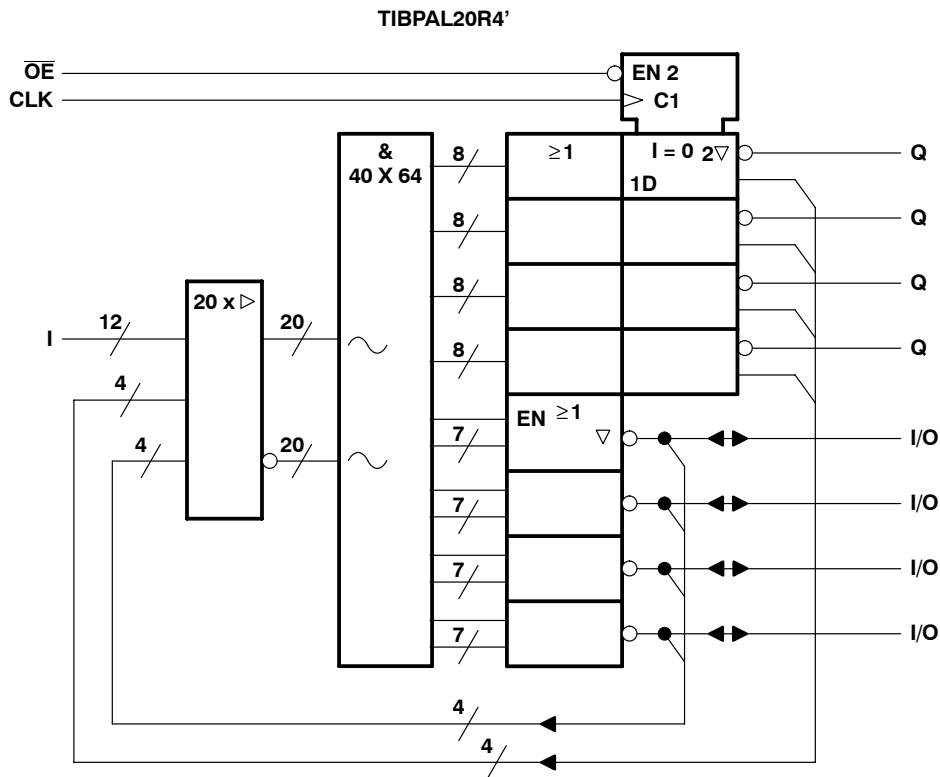 TIBPAL20R4’
O̅E̅
EN 2
CLK
C1
&
40 X 64
8
≥1
I = 0 2▽
Q
1D
8
Q
8
Q
20 x ▷
I
12
20
8
Q
4
EN ≥1
▽
4
20
7
I/O
7
I/O
7
I/O
7
I/O
4
4